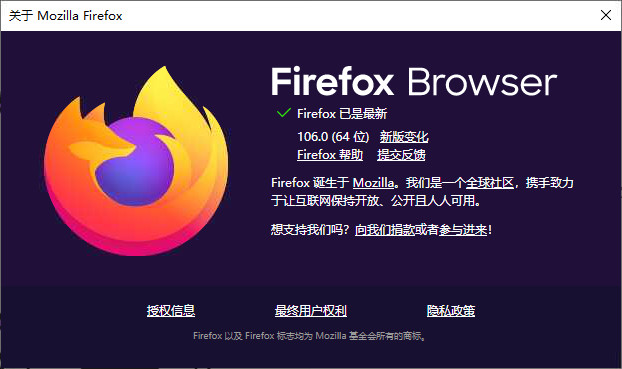 关于 Mozilla Firefox
Firefox Browser
Firefox 已是最新
106.0 (64 位) 新版变化
Firefox 帮助 提交反馈
Firefox 诞生于 Mozilla。我们是一个全球社区，携手致力
于让互联网保持开放、公开且人人可用。
想支持我们吗？向我们捐款或者参与进来！
授权信息 最终用户权利 隐私政策
Firefox 以及 Firefox 标志均为 Mozilla 基金会所有的商标。